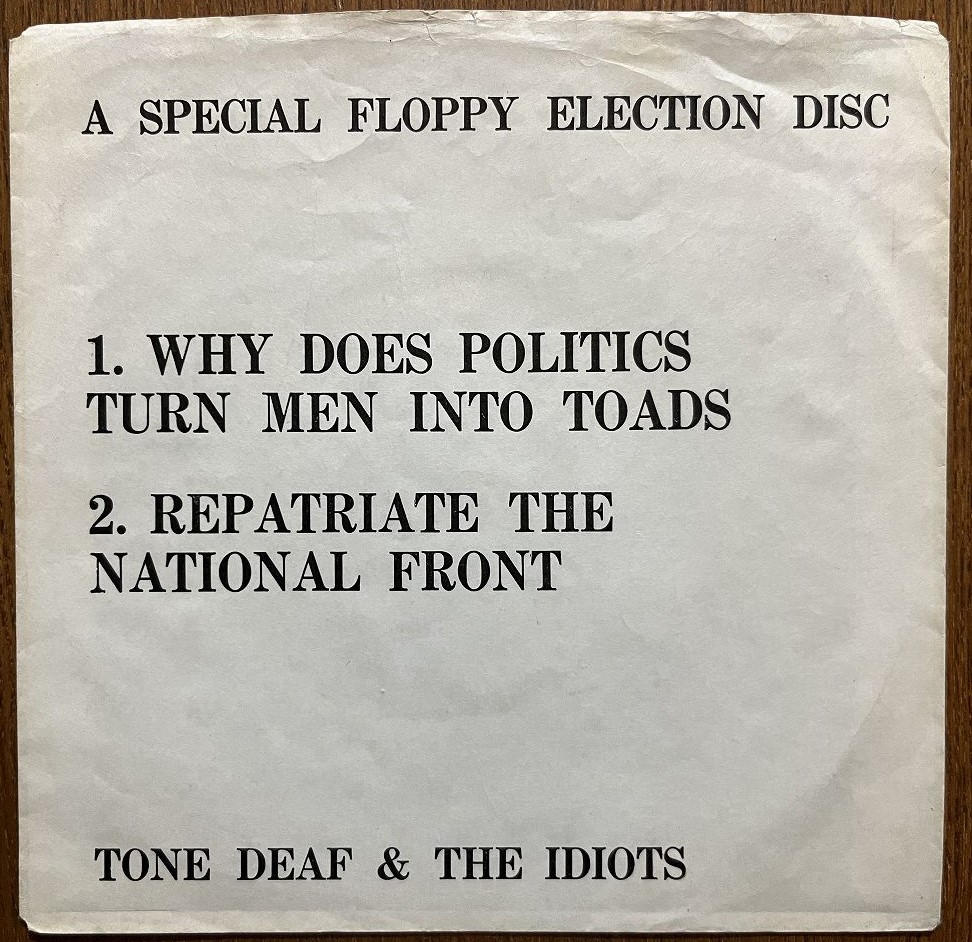 A SPECIAL FLOPPY ELECTION DISC
1. WHY DOES POLITICS
TURN MEN INTO TOADS
2. REPATRIATE THE
NATIONAL FRONT
TONE DEAF & THE IDIOTS